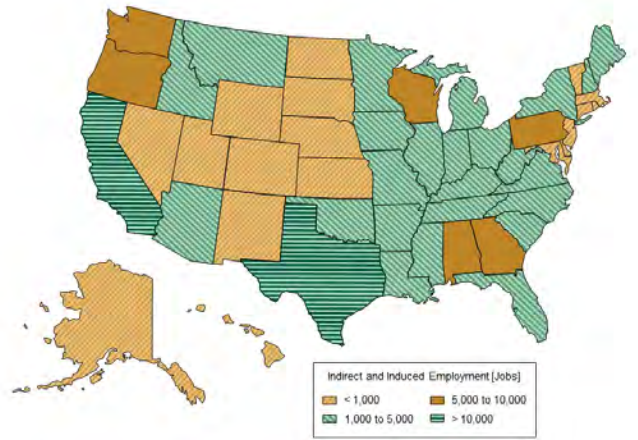 Indirect and Induced Employment [Jobs]
< 1,000
5,000 to 10,000
1,000 to 5,000
> 10,000